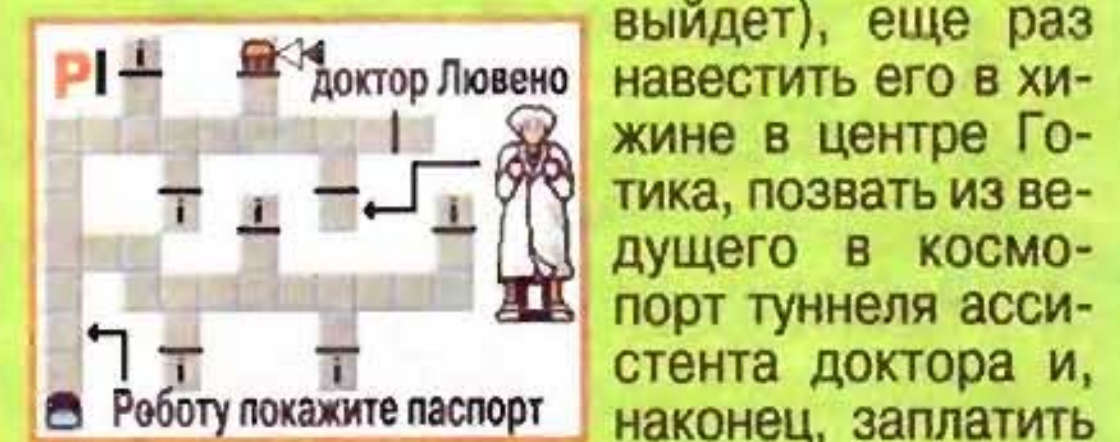 PI
i
доктор Лювено
i
i
i
i
i
Роботу покажите паспорт
выйдет), еще раз
навестить его в хи-
жине в центре Го-
тика, позвать из ве-
дущего в космо-
порт туннеля асси-
стента доктора и,
наконец, заплатить